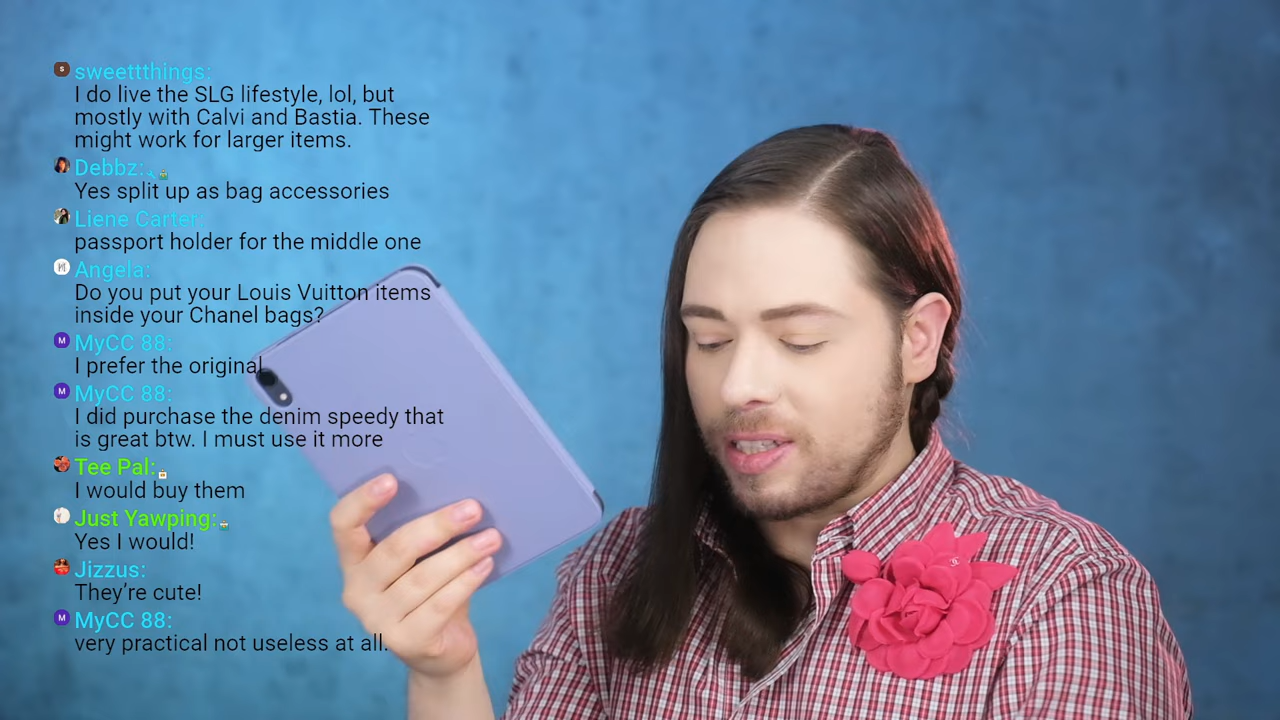 sweettthings:
I do live the SLG lifestyle, lol, but
mostly with Calvi and Bastia. These
might work for larger items.
Debbz:
Yes split up as bag accessories
Liene Carter:
passport holder for the middle one
Angela:
Do you put your Louis Vuitton items
inside your Chanel bags?
MyCC 88:
I prefer the original
MyCC 88:
I did purchase the denim speedy that
is great btw. I must use it more
Tee Pal:
I would buy them
Just Yawping:
Yes I would!
Jizzus:
They’re cute!
MyCC 88:
very practical not useless at all.